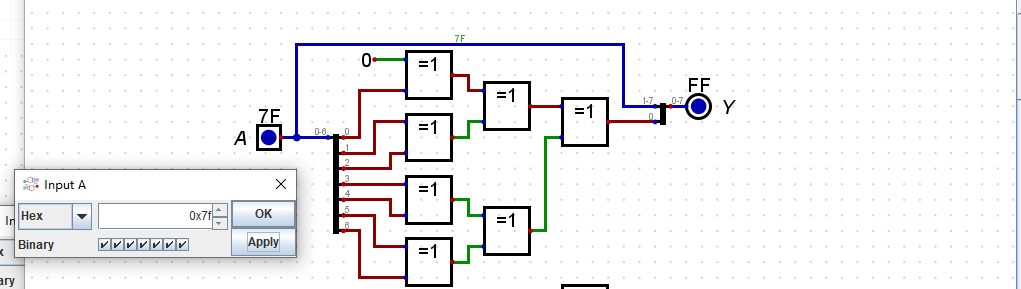 7F
0
=1
=1
FF
7F
=1
=1
1-7
0-7
Y
0
A
0-6
0
1
2
=1
3
4
=1
5
6
=1
Input A
Hex
0x7f
OK
In
Binary
Apply
x
ary